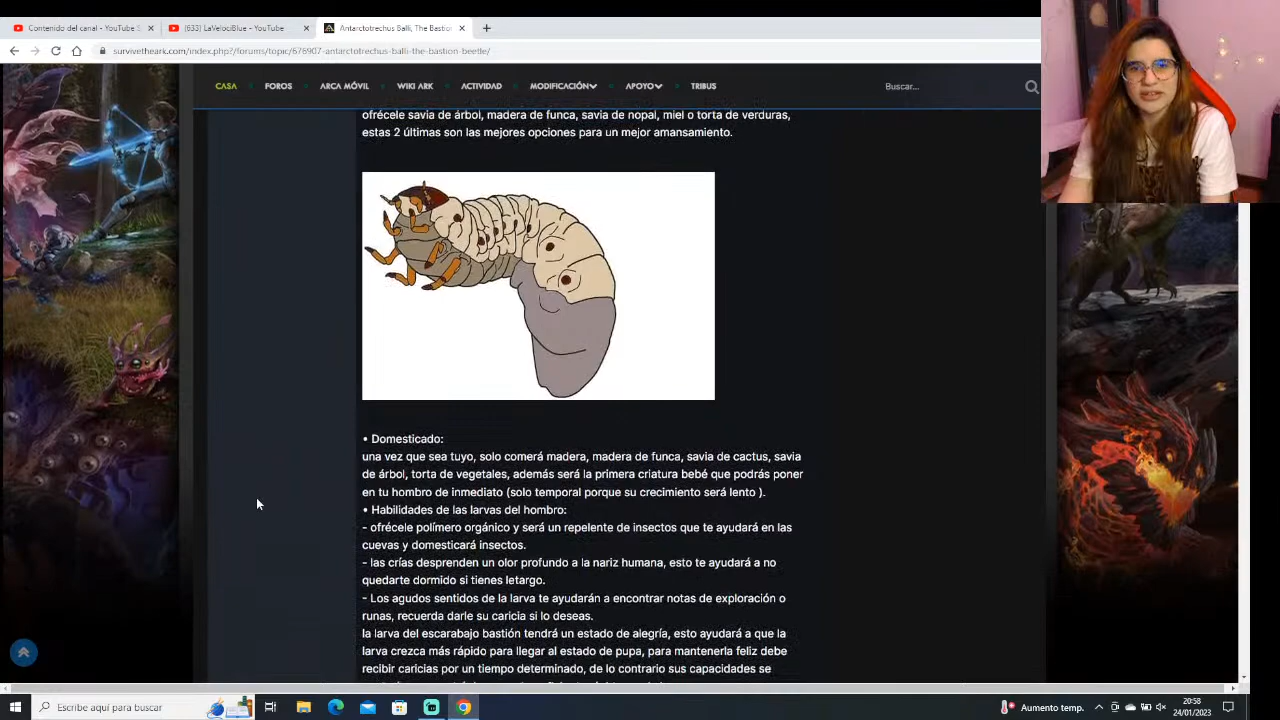 Contenido del canal - YouTube S
(633) LaVelociBlue - YouTube
Antarctotrechus Balli, The Bastion
survivetheark.com/index.php?/forums/topic/676907-antarctotrechus-balli-the-bastion-beetle/
CASA FOROS ARCA MÓVIL WIKI ARK ACTIVIDAD MODIFICACIÓN APOYO TRIBUS Buscar...
ofrécele savia de árbol, madera de funca, savia de nopal, miel o torta de verduras,
estas 2 últimas son las mejores opciones para un mejor amansamiento.
• Domesticado:
una vez que sea tuyo, solo comerá madera, madera de funca, savia de cactus, savia
de árbol, torta de vegetales, además será la primera criatura bebé que podrás poner
en tu hombro de inmediato (solo temporal porque su crecimiento será lento ).
• Habilidades de las larvas del hombro:
- ofrécele polímero orgánico y será un repelente de insectos que te ayudará en las
cuevas y domesticará insectos.
- las crías desprenden un olor profundo a la nariz humana, esto te ayudará a no
quedarte dormido si tienes letargo.
- Los agudos sentidos de la larva te ayudarán a encontrar notas de exploración o
runas, recuerda darle su caricia si lo deseas.
la larva del escarabajo bastión tendrá un estado de alegría, esto ayudará a que la
larva crezca más rápido para llegar al estado de pupa, para mantenerla feliz debe
recibir caricias por un tiempo determinado, de lo contrario sus capacidades se
Escribe aquí para buscar
Aumento temp.
20:58
24/01/2023